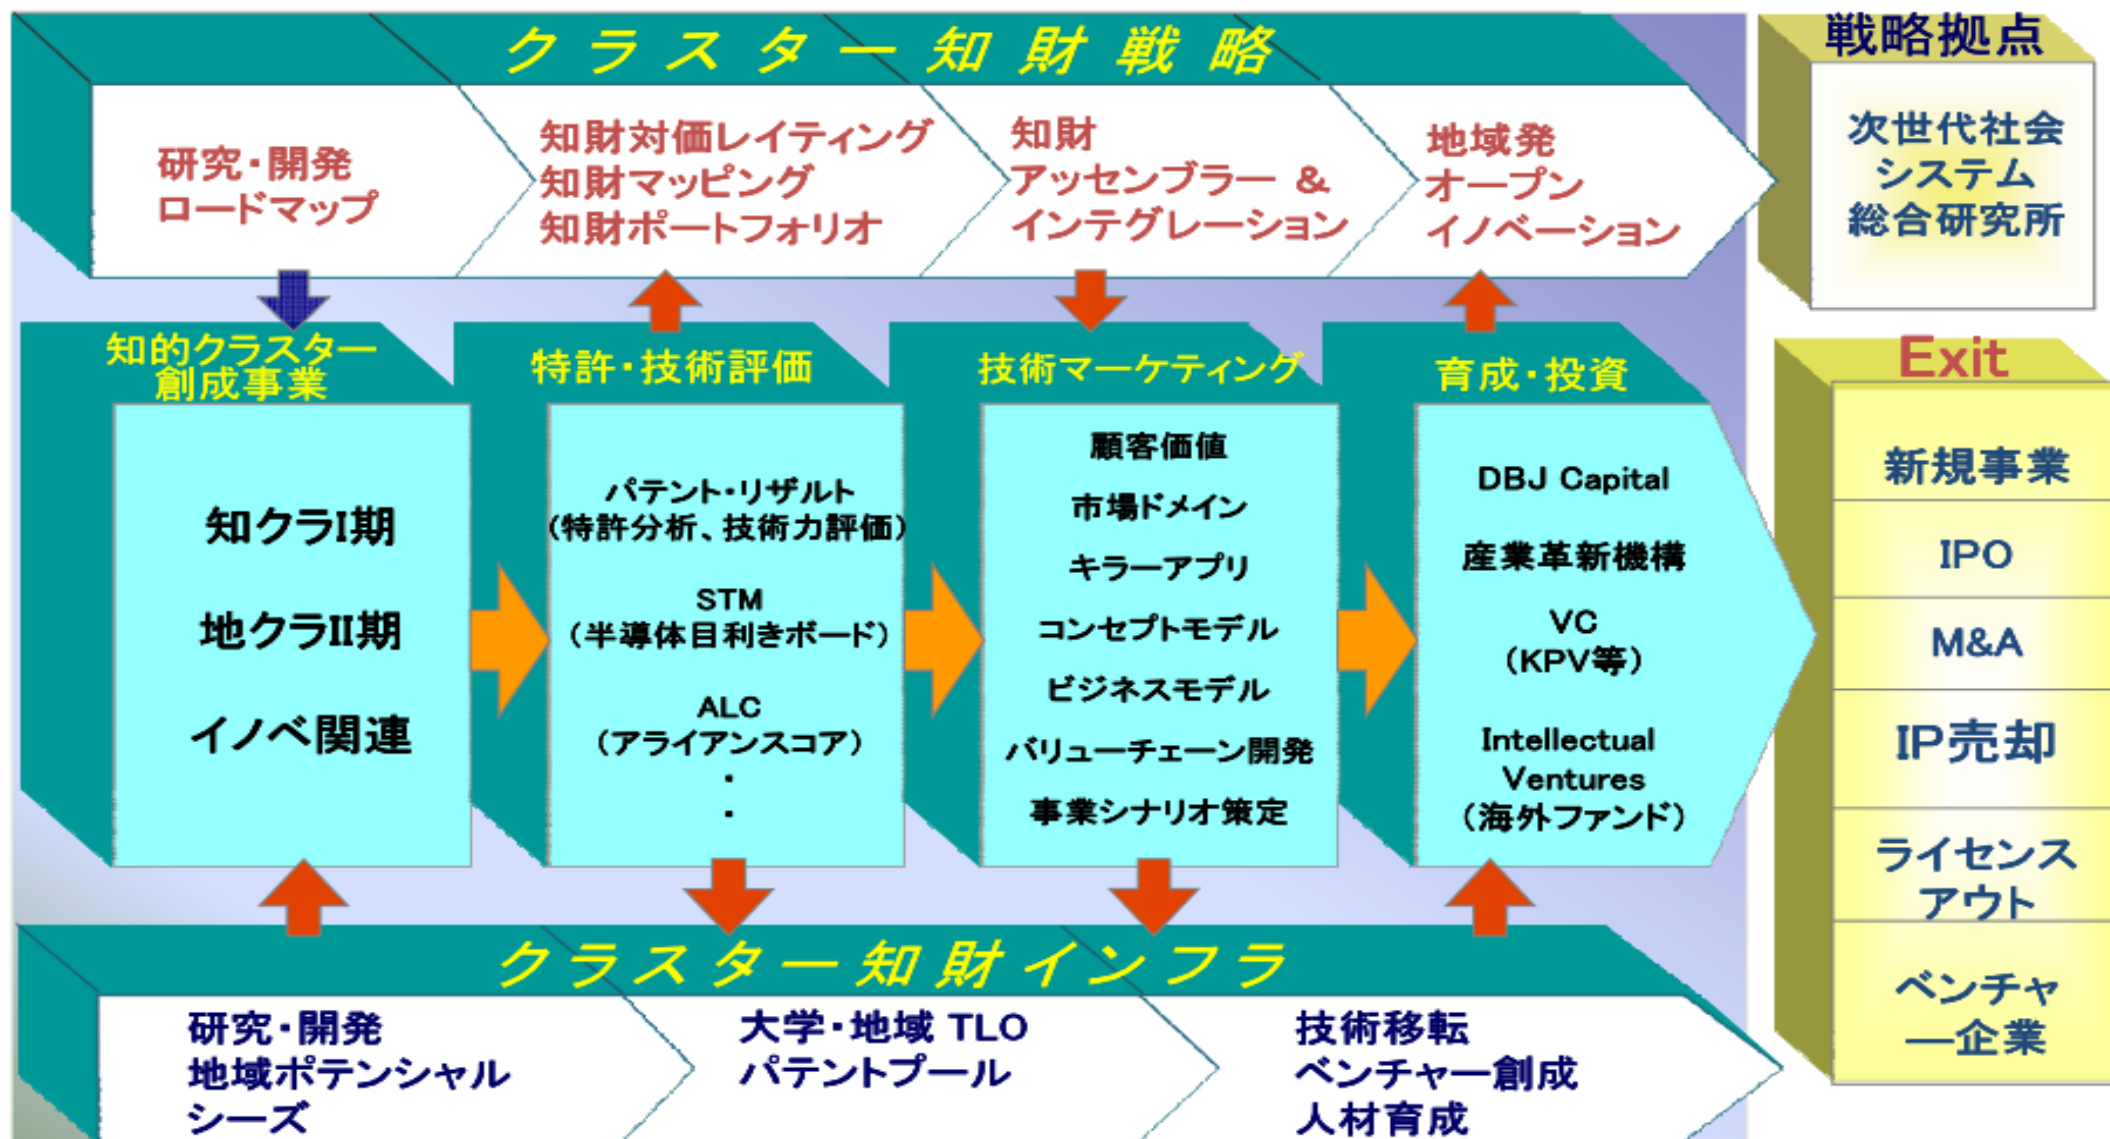 クラスター知財戦略
研究・開発
ロードマップ
知財対価レイティング
知財マッピング
知財ポートフォリオ
知財
アッセンブラー &
インテグレーション
地域発
オープン
イノベーション
戦略拠点
次世代社会
システム
総合研究所
知的クラスター
創成事業
知クラI期
地クラII期
イノベ関連
特許・技術評価
パテント・リザルト
(特許分析、技術力評価)
STM
(半導体目利きボード)
ALC
(アライアンスコア)
・
・
技術マーケティング
顧客価値
市場ドメイン
キラーアプリ
コンセプトモデル
ビジネスモデル
バリューチェーン開発
事業シナリオ策定
育成・投資
DBJ Capital
産業革新機構
VC
(KPV等)
Intellectual
Ventures
(海外ファンド)
Exit
新規事業
IPO
M&A
IP売却
ライセンス
アウト
ベンチャ
ー企業
クラスター知財インフラ
研究・開発
地域ポテンシャル
シーズ
大学・地域 TLO
パテントプール
技術移転
ベンチャー創成
人材育成